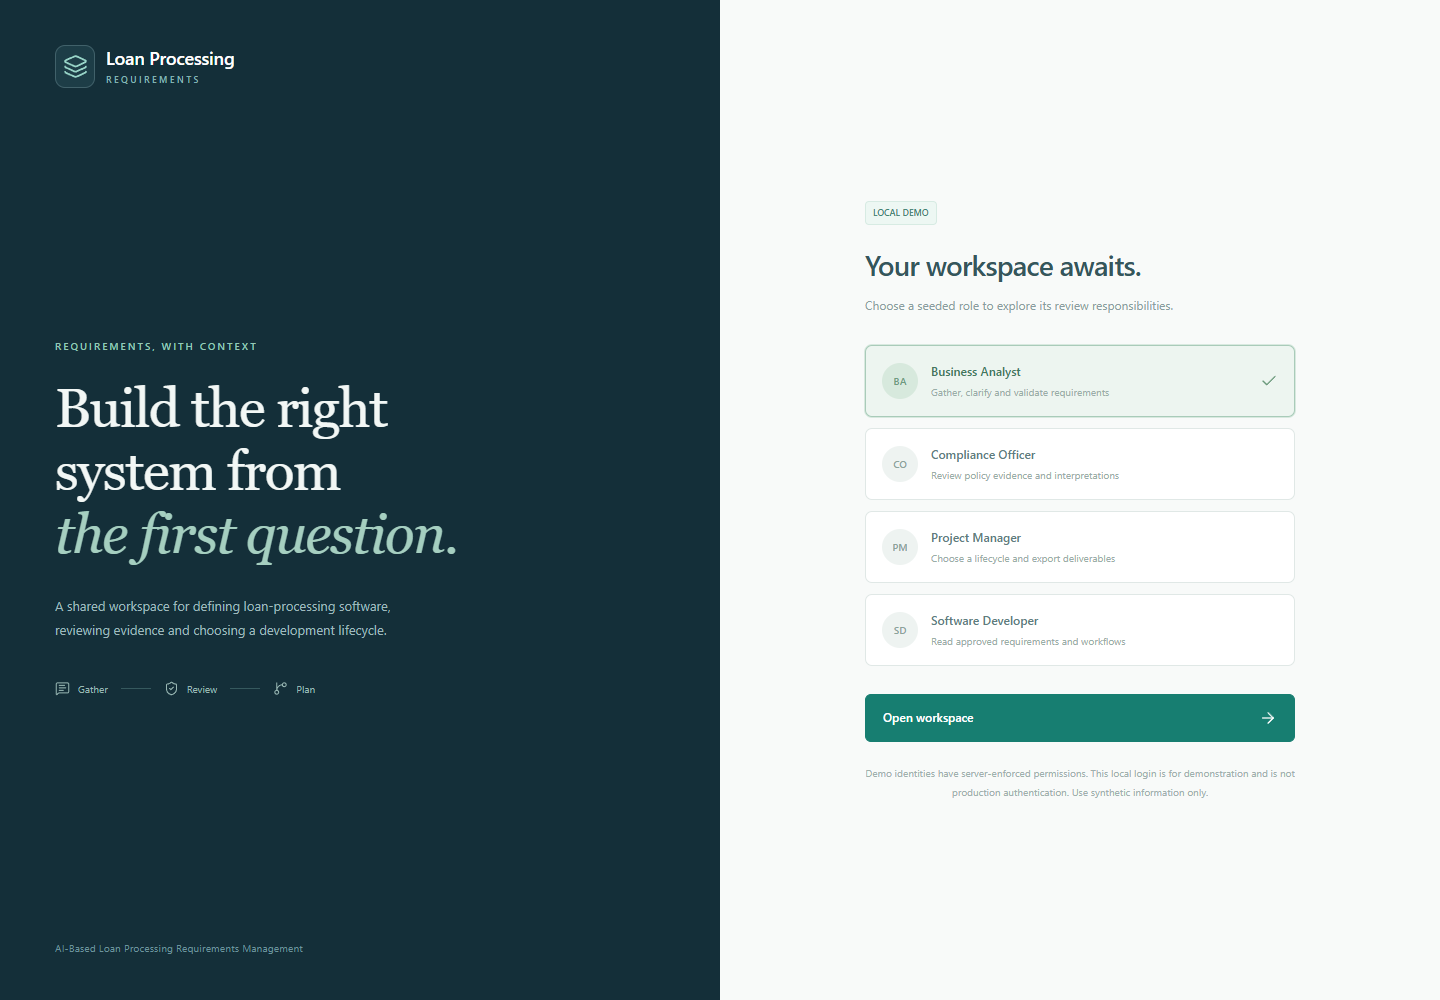 Loan Processing
REQUIREMENTS
REQUIREMENTS, WITH CONTEXT
Build the right
system from
the first question.
A shared workspace for defining loan-processing software,
reviewing evidence and choosing a development lifecycle.
Gather
Review
Plan
AI-Based Loan Processing Requirements Management
LOCAL DEMO
Your workspace awaits.
Choose a seeded role to explore its review responsibilities.
BA
Business Analyst
Gather, clarify and validate requirements
CO
Compliance Officer
Review policy evidence and interpretations
PM
Project Manager
Choose a lifecycle and export deliverables
SD
Software Developer
Read approved requirements and workflows
Open workspace
Demo identities have server-enforced permissions. This local login is for demonstration and is not
production authentication. Use synthetic information only.